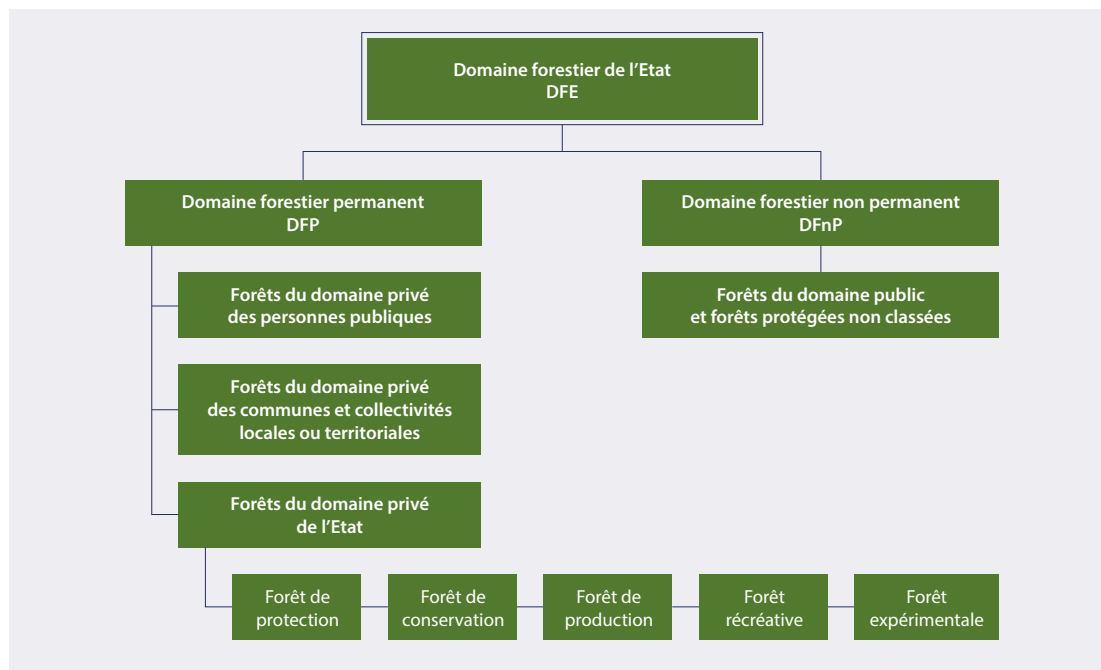 Domaine forestier de l'Etat
DFE
Domaine forestier permanent
DFP
Domaine forestier non permanent
DFnP
Forêts du domaine privé
des personnes publiques
Forêts du domaine public
et forêts protégées non classées
Forêts du domaine privé
des communes et collectivités
locales ou territoriales
Forêts du domaine privé
de l'Etat
Forêt de
protection
Forêt de
conservation
Forêt de
production
Forêt
récréative
Forêt
expérimentale